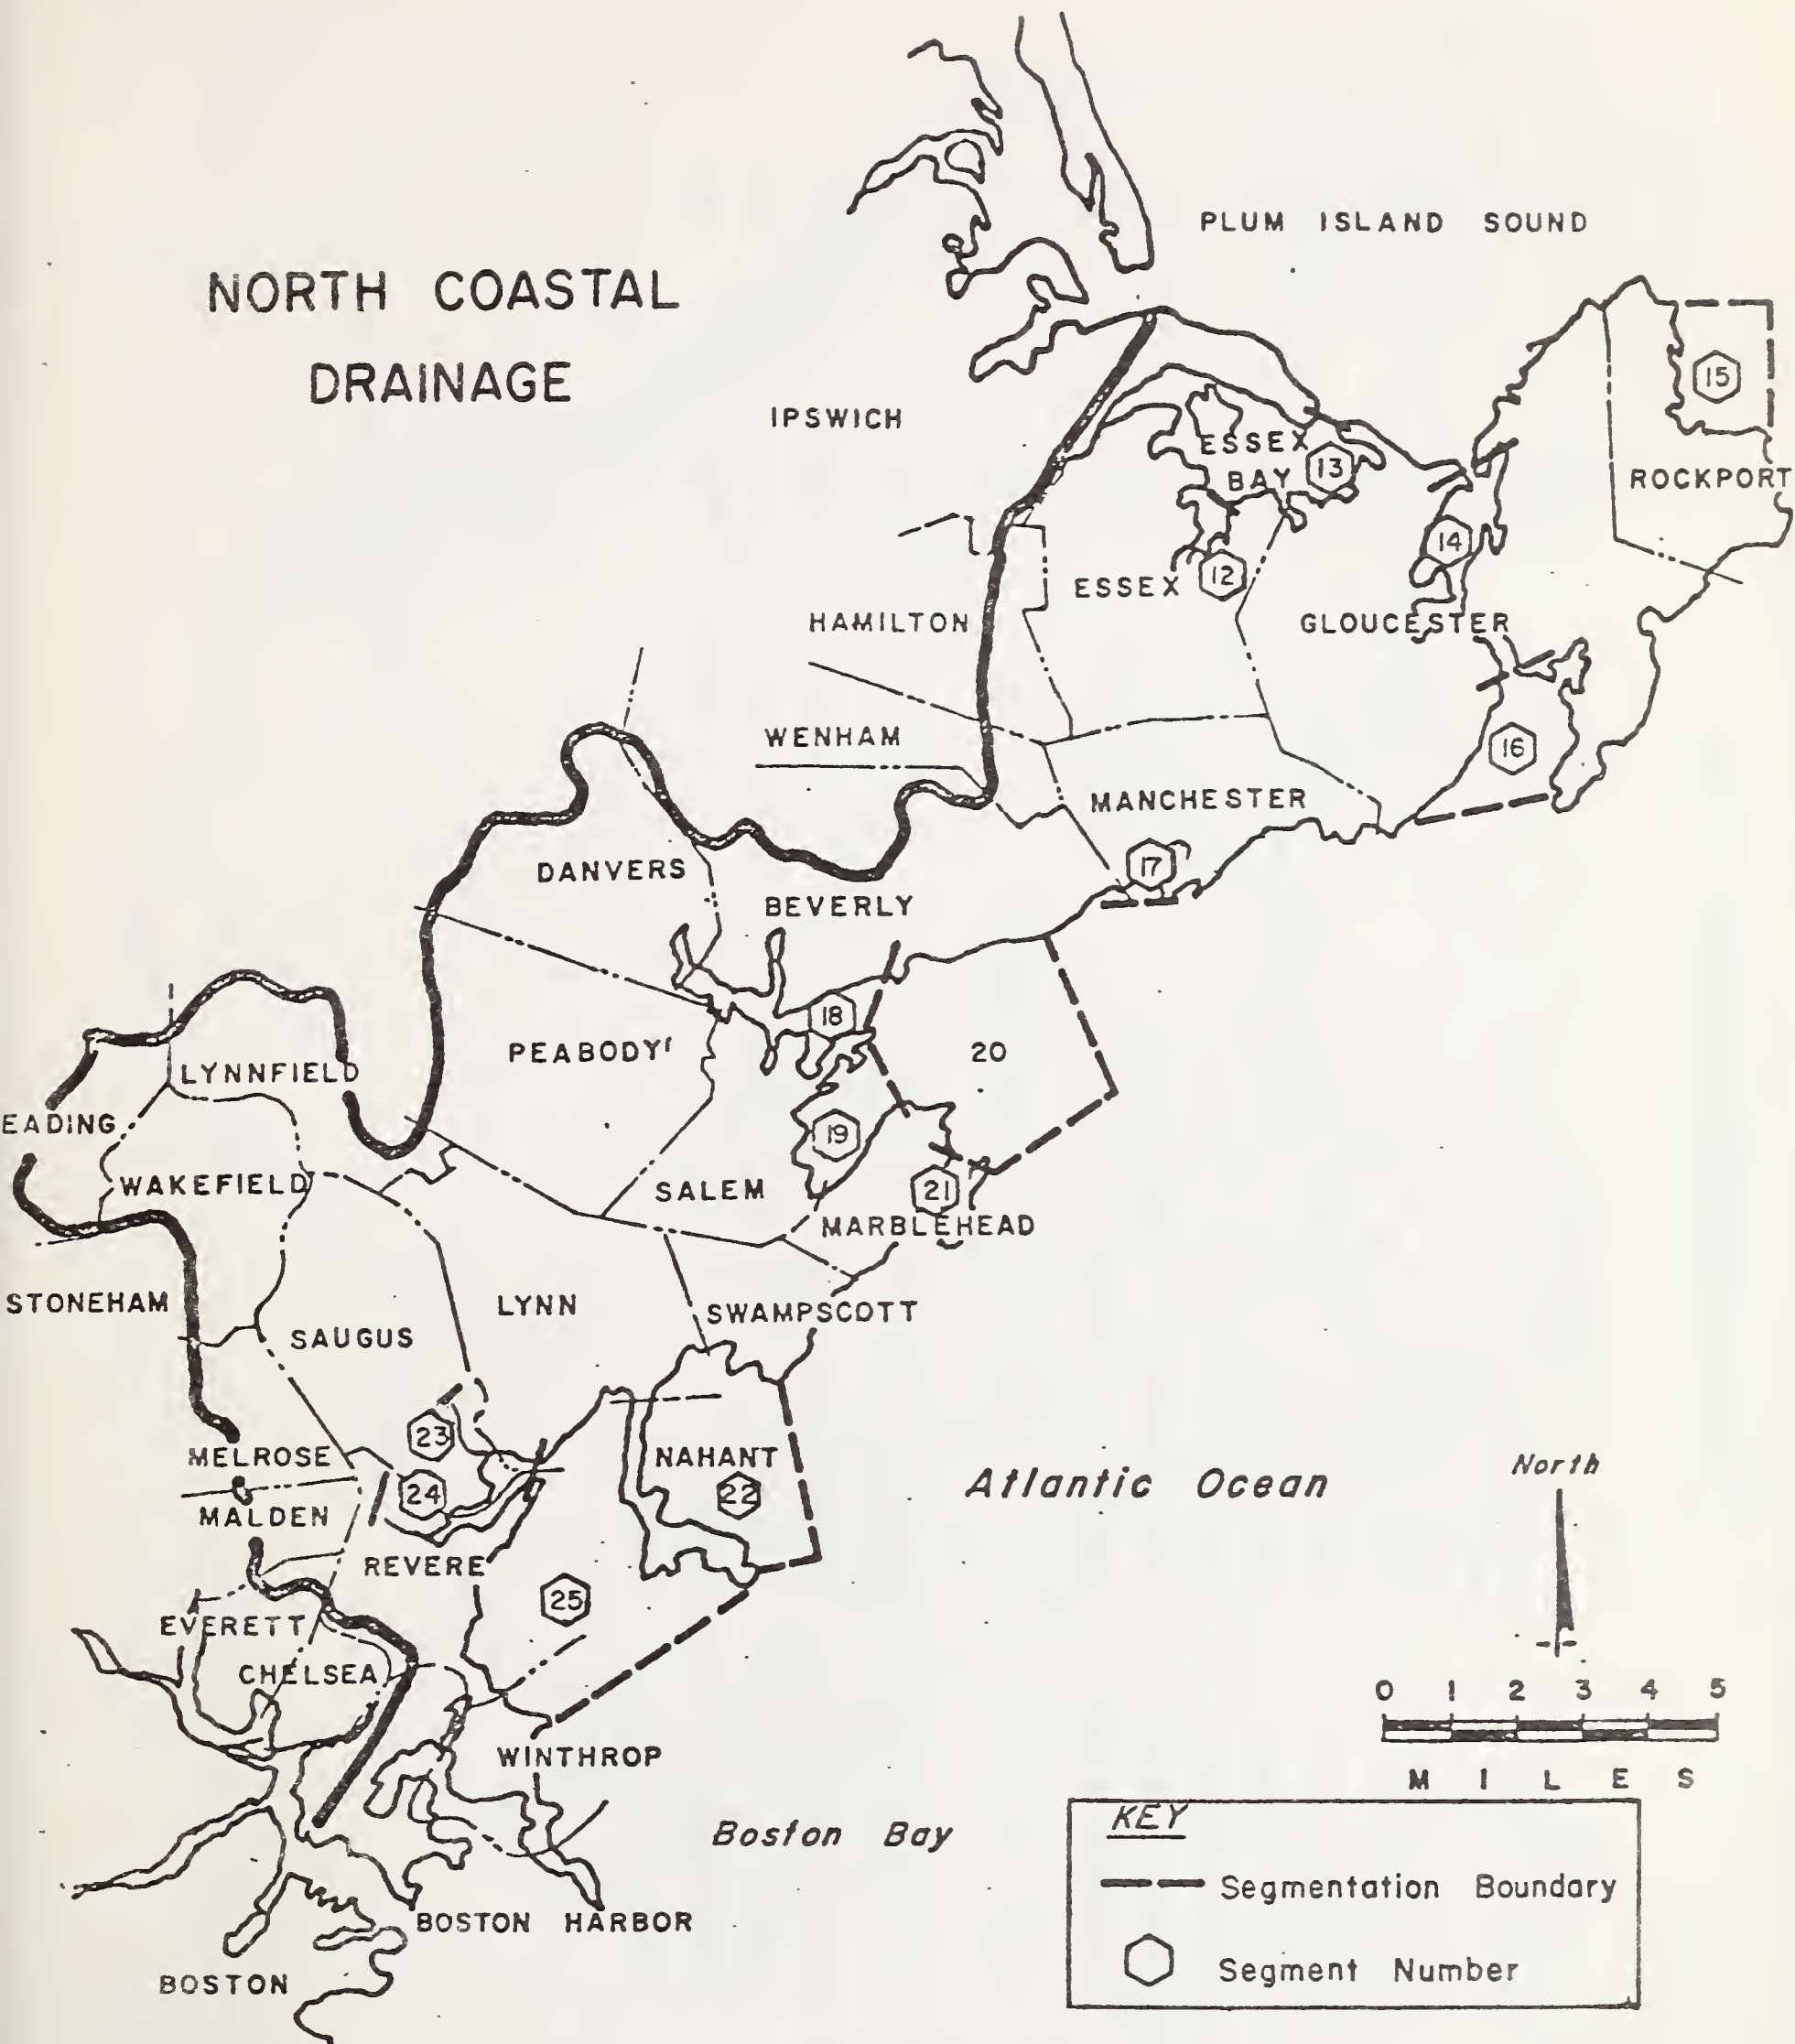 PLUM ISLAND SOUND
NORTH COASTAL
DRAINAGE
15
IPSWICH
ESSEX
BAY
13
ROCKPORT
14
ESSEX
12
HAMILTON
GLOUCESTER
WENHAM
16
MANCHESTER
17
DANVERS
BEVERLY
18
PEABODY
20
LYNNFIELD
EADING
19
WAKEFIELD
SALEM
21
MARBLEHEAD
STONEHAM
LYNN
SWAMPSCOTT
SAUGUS
23
MELROSE
NAHANT
22
24
MALDEN
Atlantic Ocean
North
REVERE
25
EVERETT
CHELSEA
0 1 2 3 4 5
MILES
WINTHROP
Boston Bay
KEY
Segmentation Boundary
BOSTON HARBOR
Segment Number
BOSTON